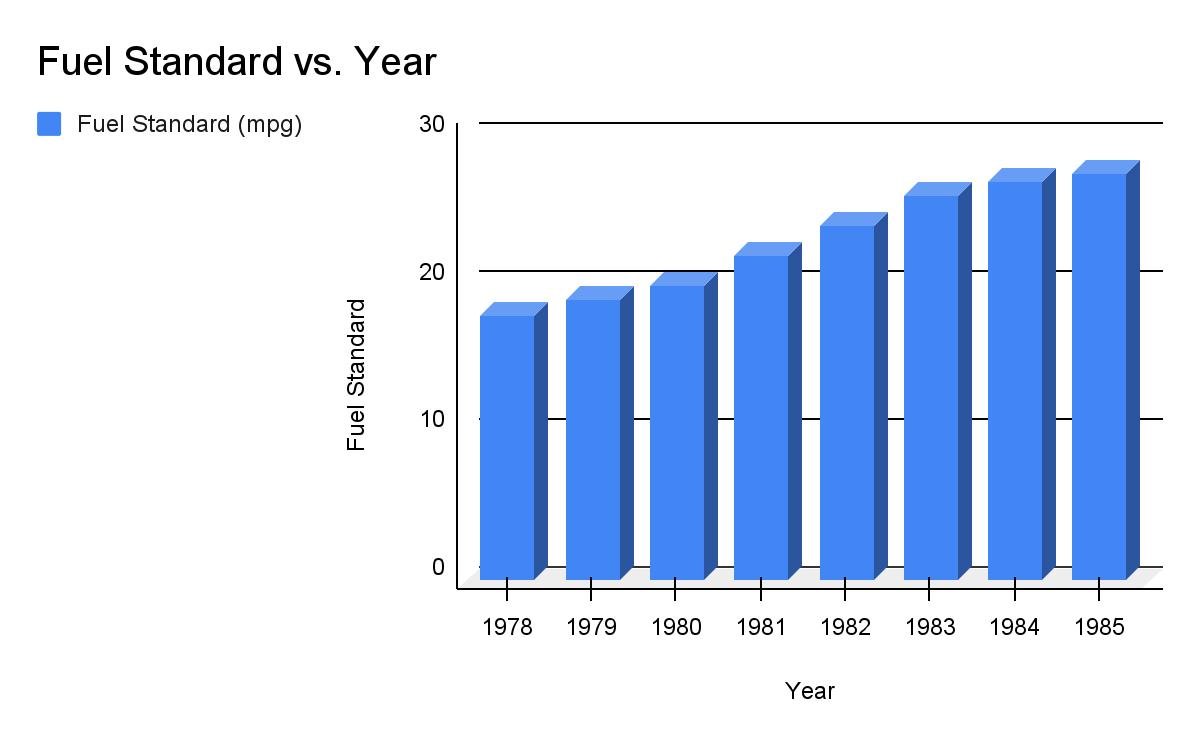 Fuel Standard vs. Year
Fuel Standard (mpg)
30
20
10
0
Fuel Standard
1978 1979 1980 1981 1982 1983 1984 1985
Year